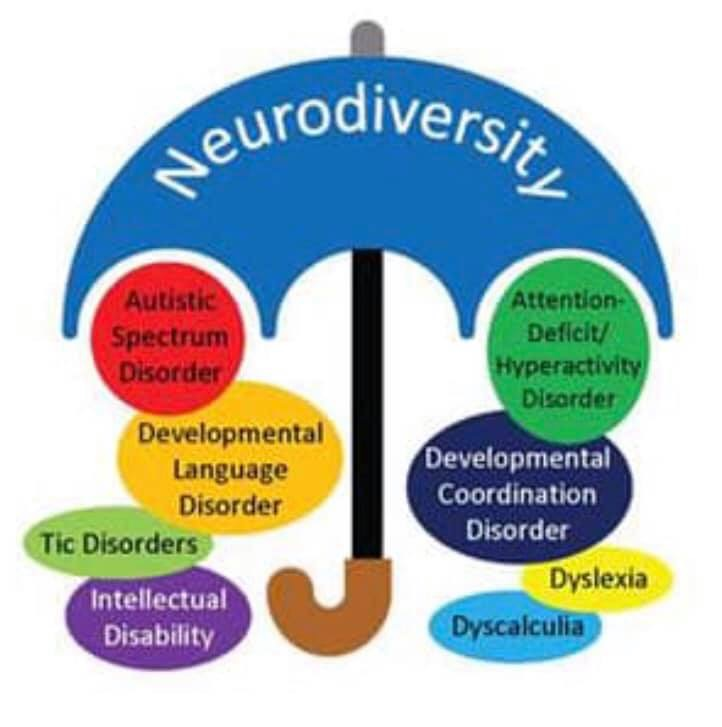 Neurodiversity
Autistic
Spectrum
Disorder
Developmental
Language
Disorder
Tic Disorders
Intellectual
Disability
Attention-
Deficit/
Hyperactivity
Disorder
Developmental
Coordination
Disorder
Dyslexia
Dyscalculia